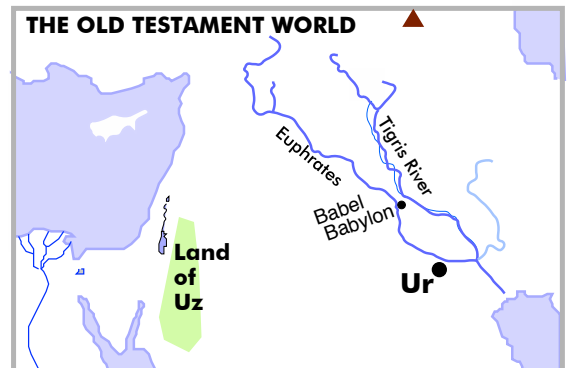 THE OLD TESTAMENT WORLD
Euphrates
Tigris River
Babel
Babylon
Land
of
Uz
Ur